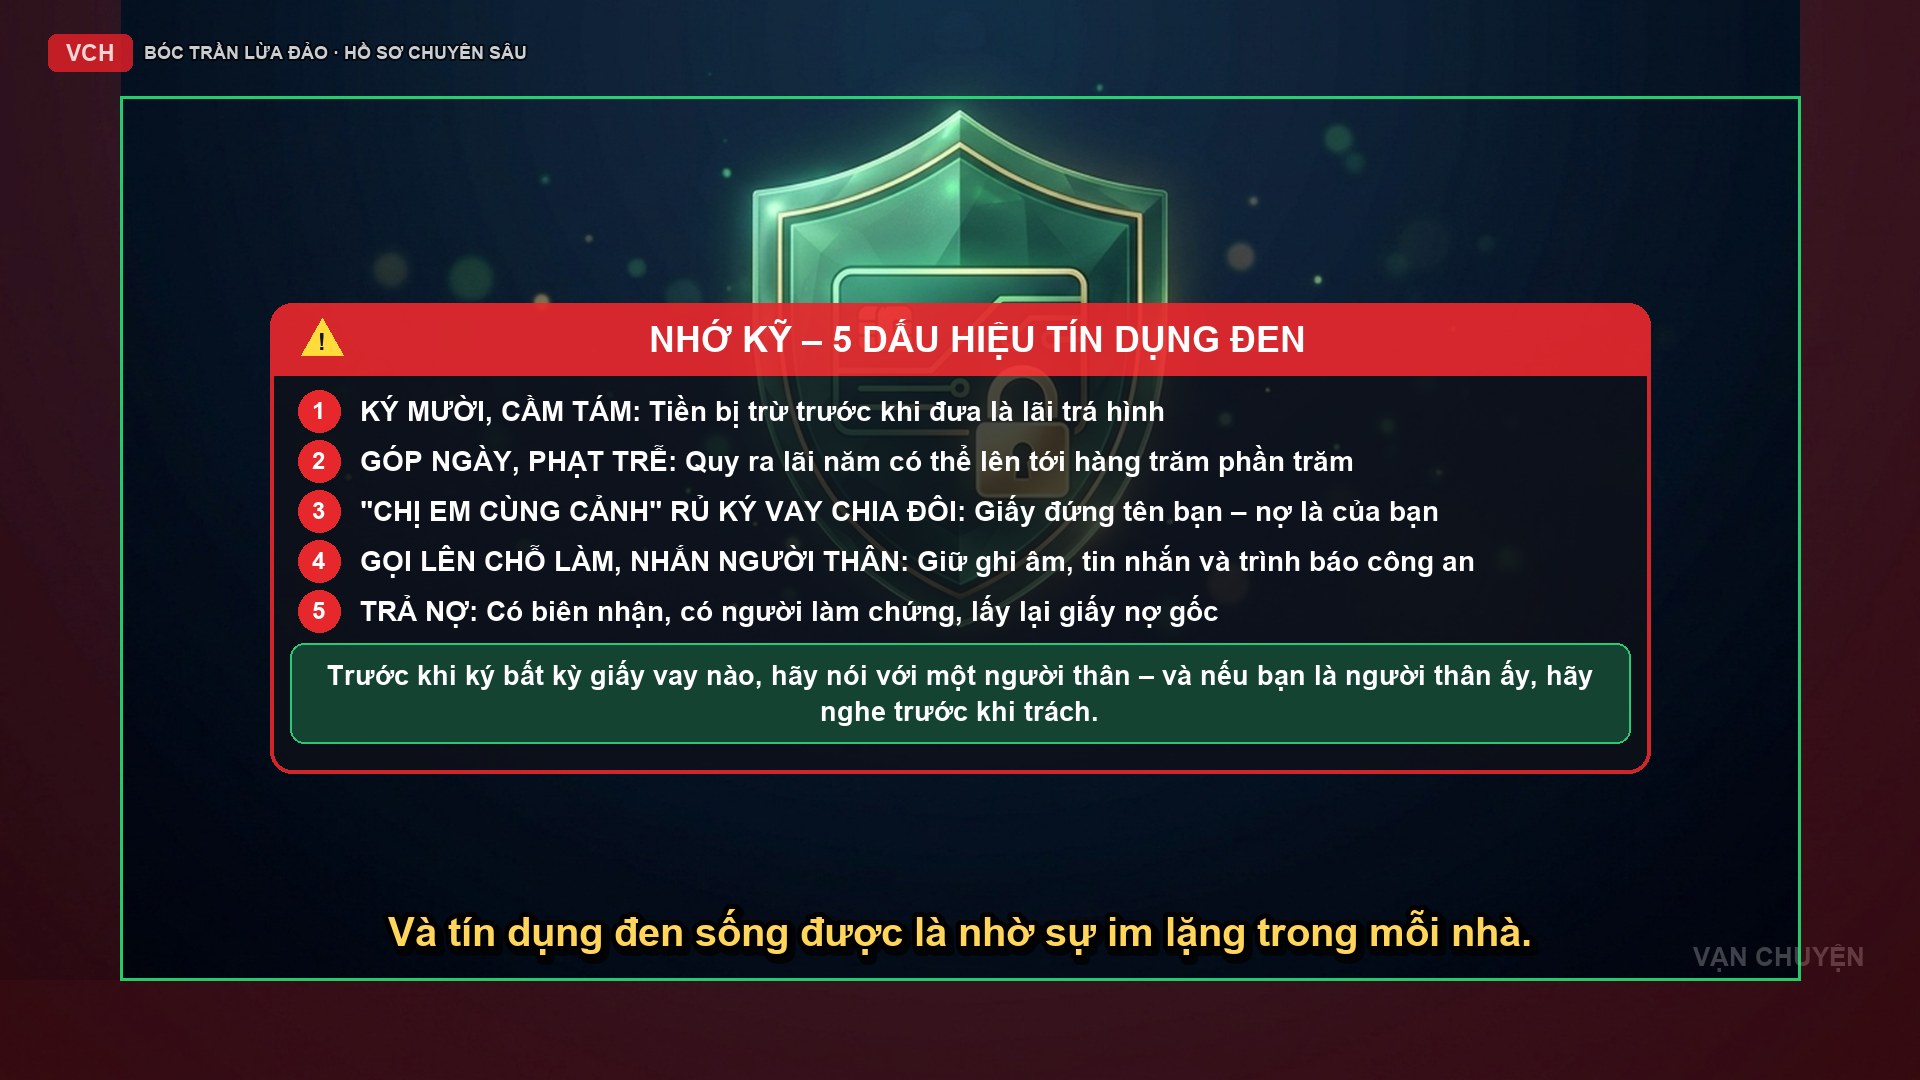 VCH
BÓC TRẦN LỪA ĐẢO · HỒ SƠ CHUYÊN SÂU
NHỚ KỸ – 5 DẤU HIỆU TÍN DỤNG ĐEN
1 KÝ MƯỜI, CẦM TÁM: Tiền bị trừ trước khi đưa là lãi trá hình
2 GÓP NGÀY, PHẠT TRỄ: Quy ra lãi năm có thể lên tới hàng trăm phần trăm
3 "CHỊ EM CÙNG CẢNH" RỦ KÝ VAY CHIA ĐÔI: Giấy đứng tên bạn – nợ là của bạn
4 GỌI LÊN CHỖ LÀM, NHẮN NGƯỜI THÂN: Giữ ghi âm, tin nhắn và trình báo công an
5 TRẢ NỢ: Có biên nhận, có người làm chứng, lấy lại giấy nợ gốc
Trước khi ký bất kỳ giấy vay nào, hãy nói với một người thân – và nếu bạn là người thân ấy, hãy
nghe trước khi trách.
Và tín dụng đen sống được là nhờ sự im lặng trong mỗi nhà.
VẠN CHUYỆN